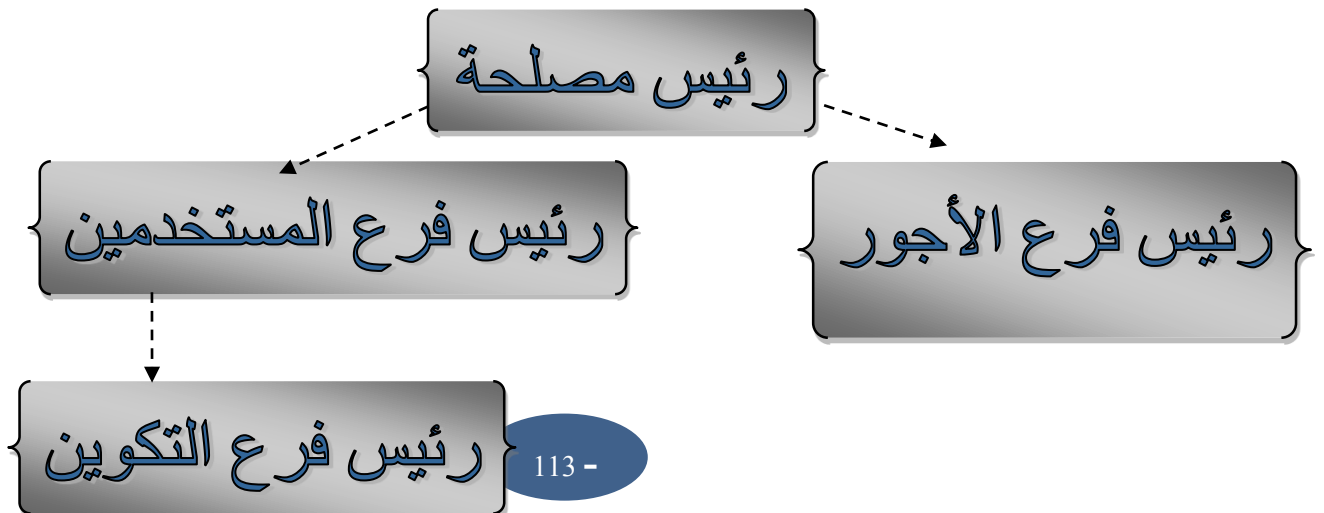 رئيس مصلحة
رئيس فرع الأجور
رئيس فرع المستخدمين
رئيس فرع التكوين
113 -